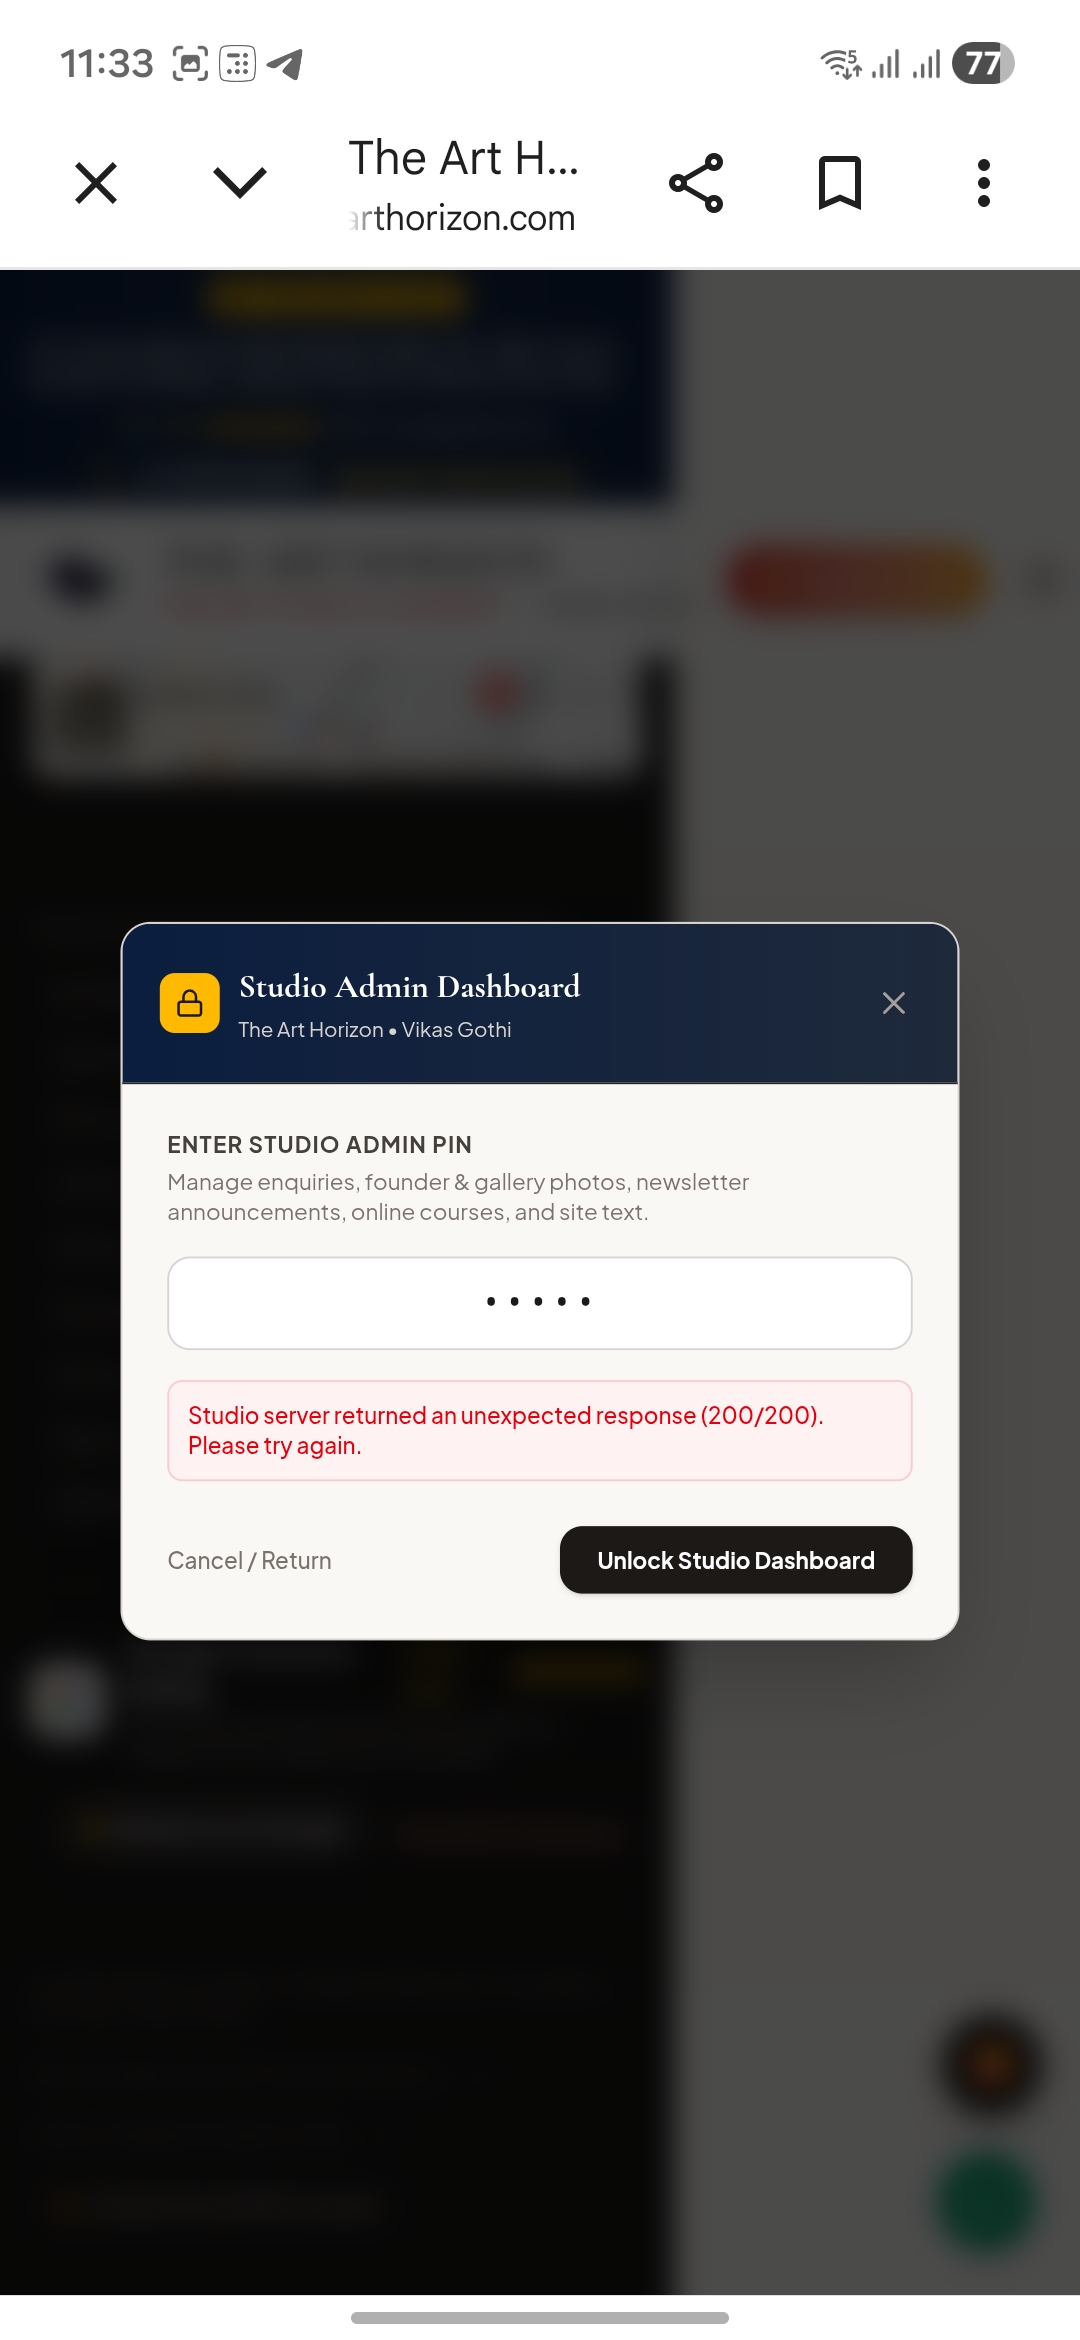 11:33
5
77
The Art H...
arthorizon.com
Studio Admin Dashboard
The Art Horizon • Vikas Gothi
ENTER STUDIO ADMIN PIN
Manage enquiries, founder & gallery photos, newsletter
announcements, online courses, and site text.
•••••
Studio server returned an unexpected response (200/200).
Please try again.
Cancel / Return
Unlock Studio Dashboard